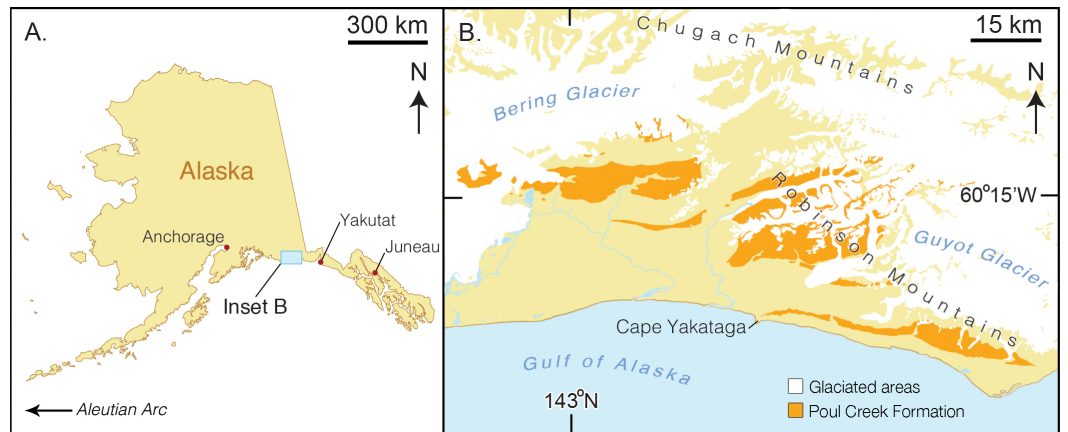 A.
300 km
N
Alaska
Anchorage
Yakutat
Juneau
Inset B
Aleutian Arc
B.
15 km
Chugach Mountains
N
Bering Glacier
60°15'W
Robinson Mountains
Guyot Glacier
Cape Yakataga
Gulf of Alaska
143°N
Glaciated areas
Poul Creek Formation